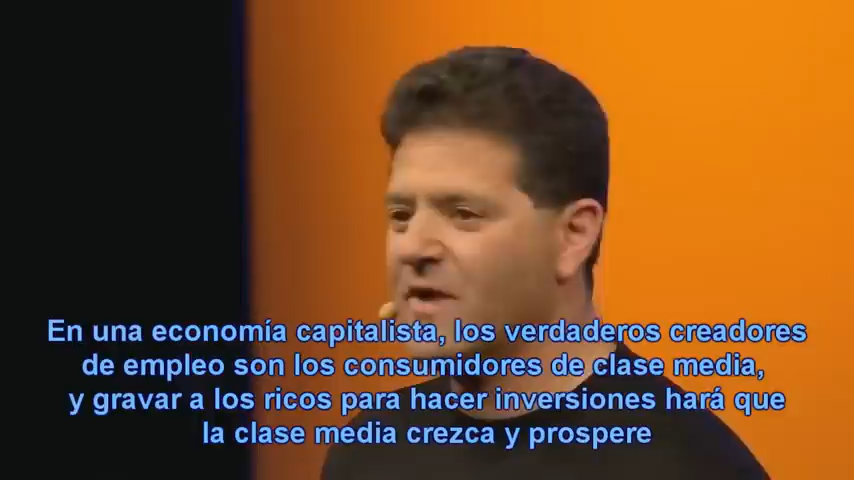 En una economía capitalista, los verdaderos creadores
de empleo son los consumidores de clase media,
y gravar a los ricos para hacer inversiones hará que
la clase media crezca y prospere